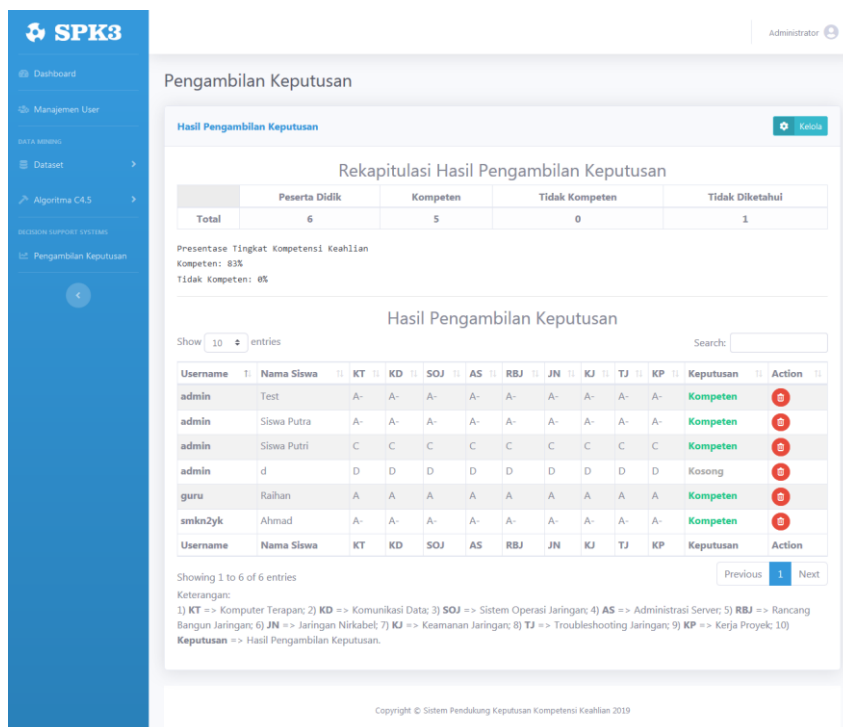 SPK3
Administrator
Dashboard
Manajemen User
DATA MINING
Dataset
Algoritma C4.5
DECISION SUPPORT SYSTEMS
Pengambilan Keputusan
Pengambilan Keputusan
Hasil Pengambilan Keputusan
Kelola
Rekapitulasi Hasil Pengambilan Keputusan
Peserta Didik Kompeten Tidak Kompeten Tidak Diketahui
Total 6 5 0 1
Presentase Tingkat Kompetensi Keahlian
Kompeten: 83%
Tidak Kompeten: 0%
Hasil Pengambilan Keputusan
Show 10 entries Search:
Username Nama Siswa KT KD SOJ AS RBJ JN KJ TJ KP Keputusan Action
admin Test A- A- A- A- A- A- A- A- A- Kompeten
admin Siswa Putra A- A- A- A- A- A- A- A- A- Kompeten
admin Siswa Putri C C C C C C C C C Kompeten
admin d D D D D D D D D D Kosong
guru Raihan A A A A A A A A A Kompeten
smkn2yk Ahmad A- A- A- A- A- A- A- A- A- Kompeten
Username Nama Siswa KT KD SOJ AS RBJ JN KJ TJ KP Keputusan Action
Showing 1 to 6 of 6 entries Previous 1 Next
Keterangan:
1) KT => Komputer Terapan; 2) KD => Komunikasi Data; 3) SOJ => Sistem Operasi Jaringan; 4) AS => Administrasi Server; 5) RBJ => Rancang
Bangun Jaringan; 6) JN => Jaringan Nirkabel; 7) KJ => Keamanan Jaringan; 8) TJ => Troubleshooting Jaringan; 9) KP => Kerja Proyek; 10)
Keputusan => Hasil Pengambilan Keputusan.
Copyright © Sistem Pendukung Keputusan Kompetensi Keahlian 2019